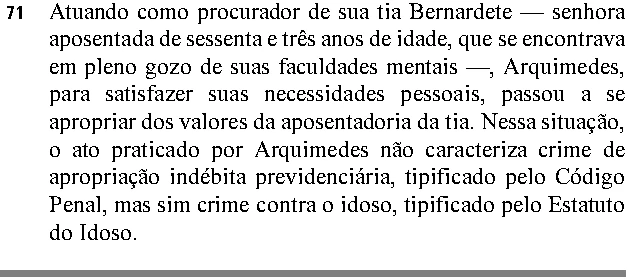 71 Atuando como procurador de sua tia Bernardete — senhora
aposentada de sessenta e três anos de idade, que se encontrava
em pleno gozo de suas faculdades mentais —, Arquimedes,
para satisfazer suas necessidades pessoais, passou a se
apropriar dos valores da aposentadoria da tia. Nessa situação,
o ato praticado por Arquimedes não caracteriza crime de
apropriação indébita previdenciária, tipificado pelo Código
Penal, mas sim crime contra o idoso, tipificado pelo Estatuto
do Idoso.